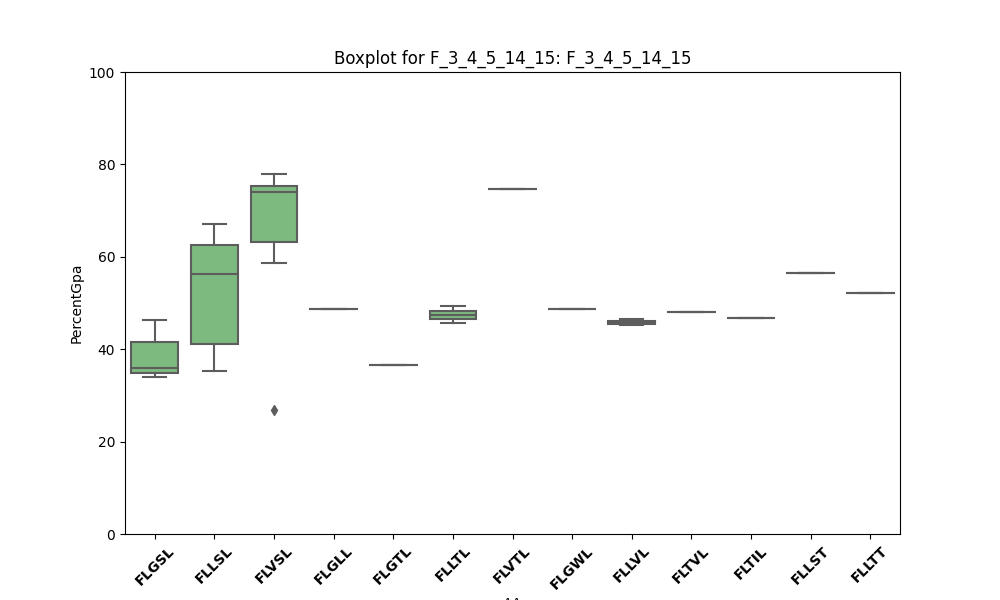 Boxplot for F_3_4_5_14_15: F_3_4_5_14_15
100
80
60
40
20
0
PercentGpa
FLGSL
FLLSL
FLVSL
FLGLL
FLGTL
FLLTL
FLVTL
FLGWL
FLLVL
FLTVL
FLTIL
FLLST
FLLTT